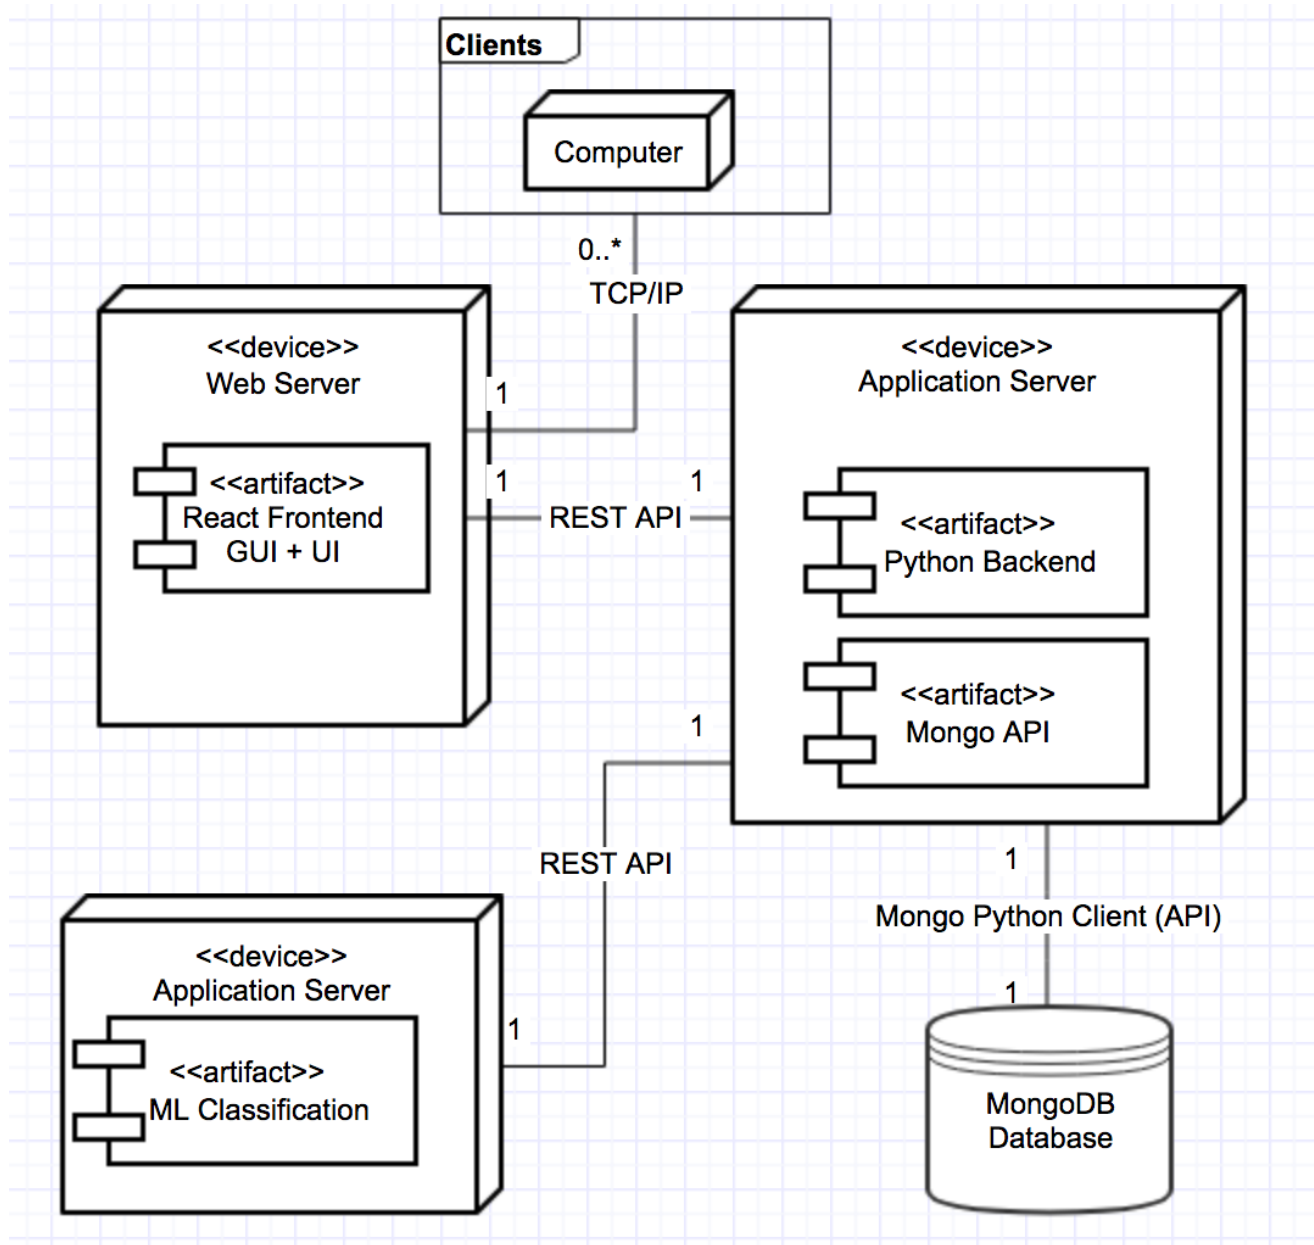 Clients
Computer
0..*
TCP/IP
<<device>>
Web Server
1
<<artifact>>
React Frontend
GUI + UI
1
REST API
1
<<device>>
Application Server
<<artifact>>
Python Backend
<<artifact>>
Mongo API
1
REST API
1
<<device>>
Application Server
<<artifact>>
ML Classification
1
Mongo Python Client (API)
1
MongoDB
Database